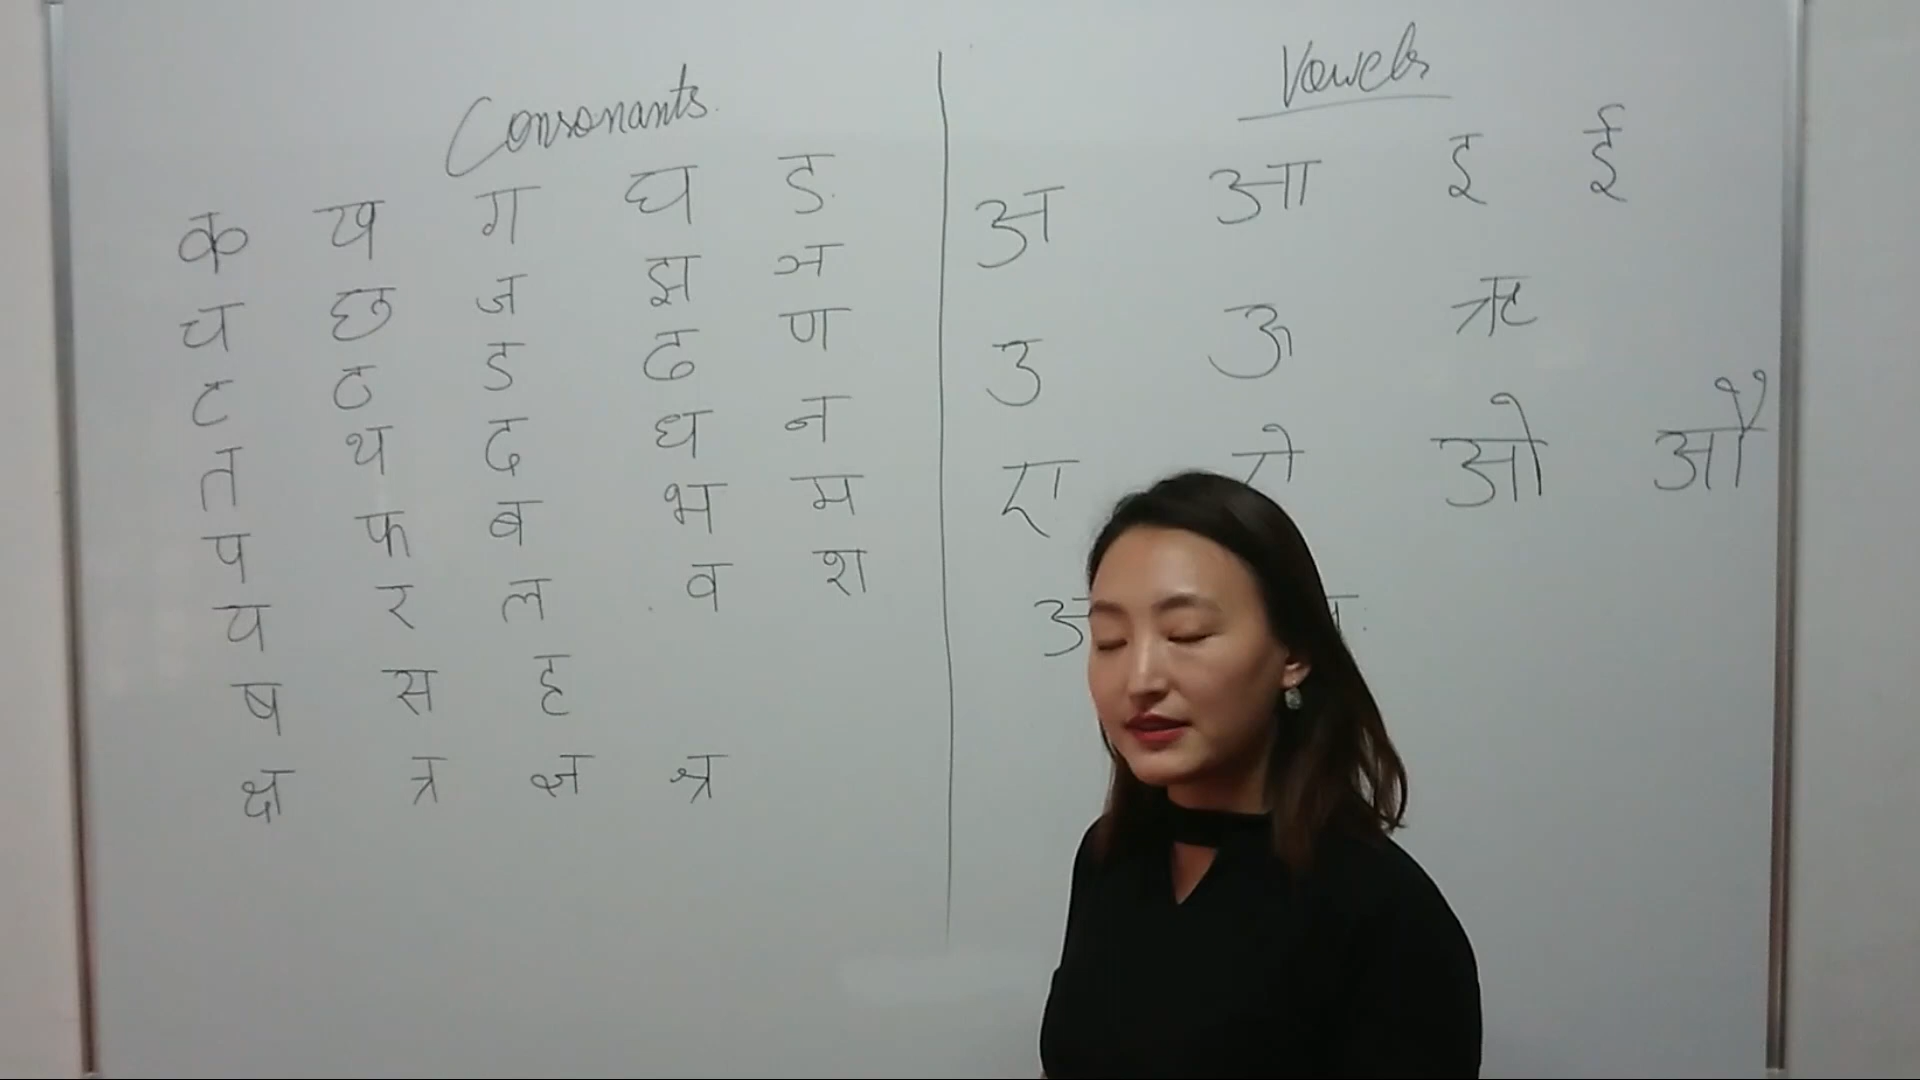 Consonants
क ख ग घ ङ
च छ ज झ ञ
ट ठ ड ढ ण
त थ द ध न
प फ ब भ म
य र ल व श
ष स ह
क्ष त्र ज्ञ श्र
Vowels
अ आ इ ई
उ ऊ ऋ
ए ओ औ